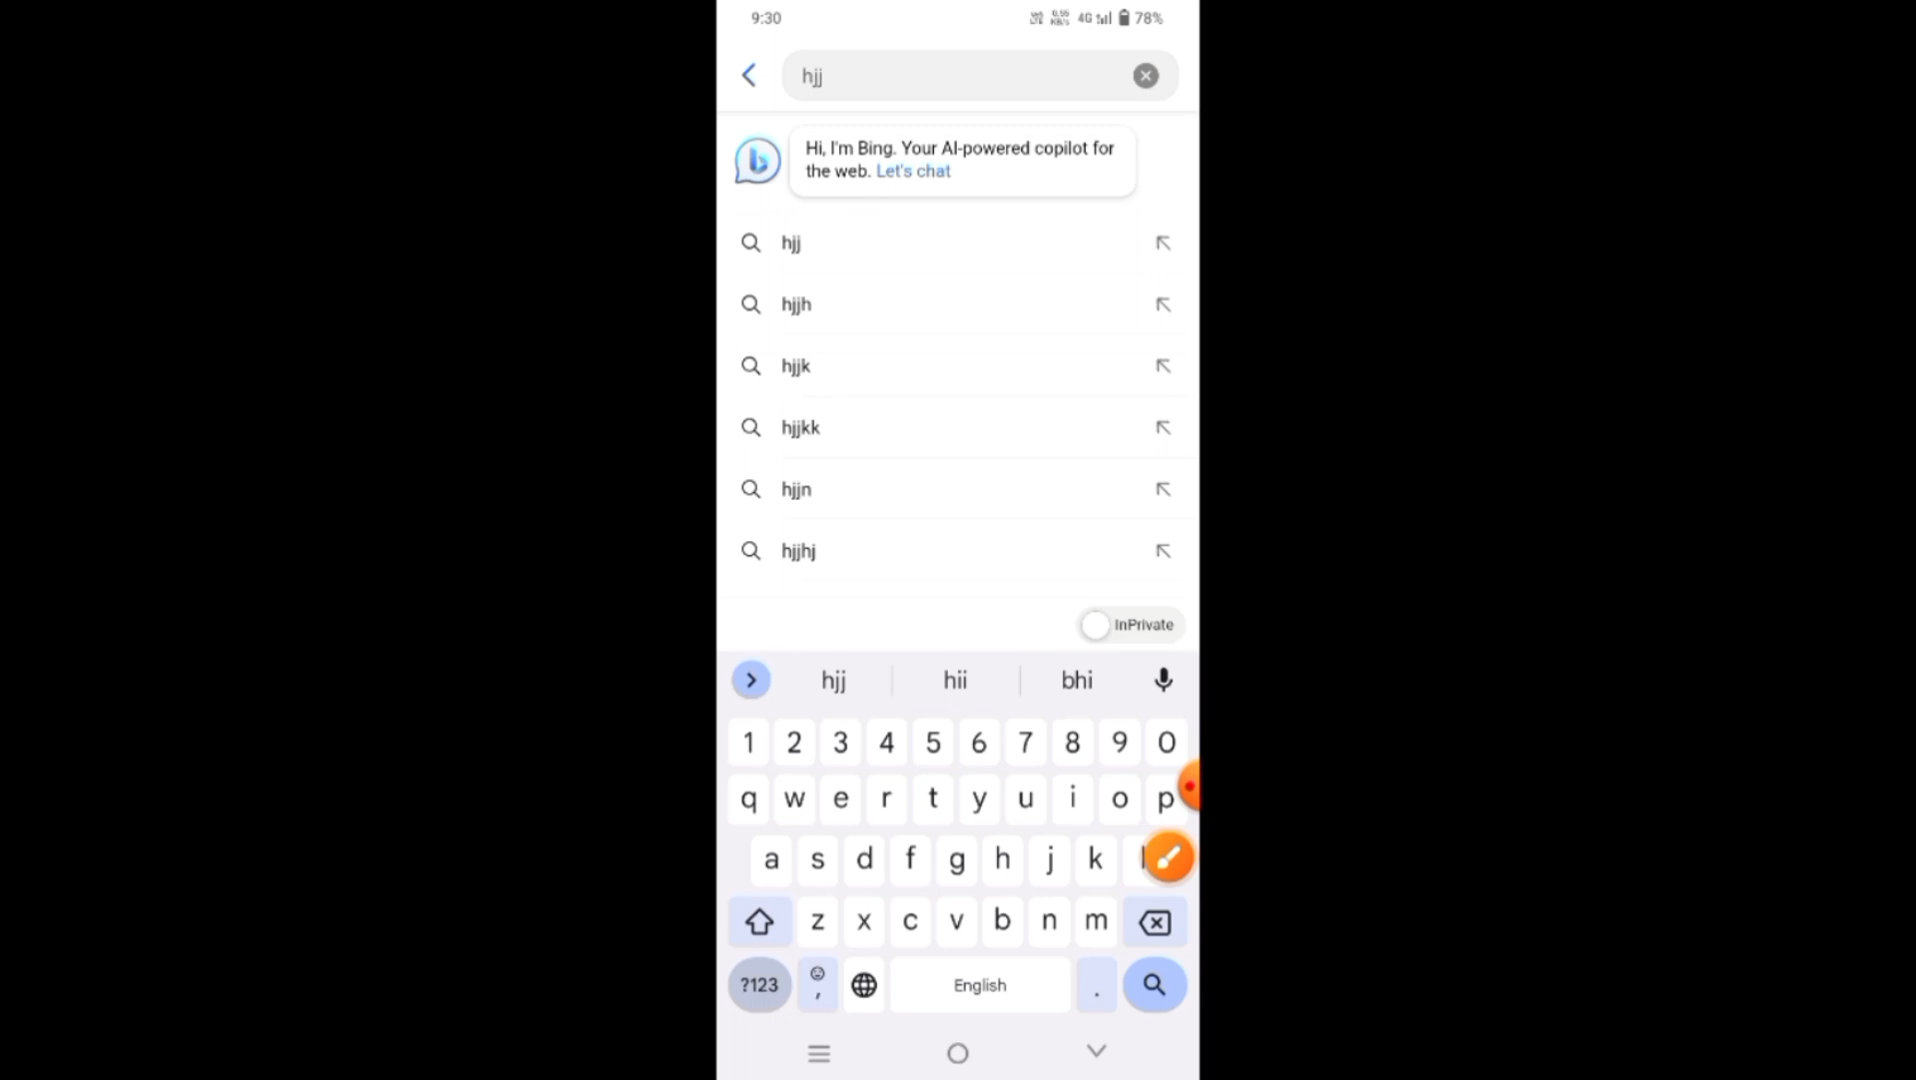 9:30
4G 78%
hjj
Hi, I'm Bing. Your AI-powered copilot for
the web. Let's chat
hjj
hjjh
hjjk
hjjkk
hjjn
hjjhj
InPrivate
hjj hii bhi
1 2 3 4 5 6 7 8 9 0
q w e r t y u i o p
a s d f g h j k
z x c v b n m
?123 , English .